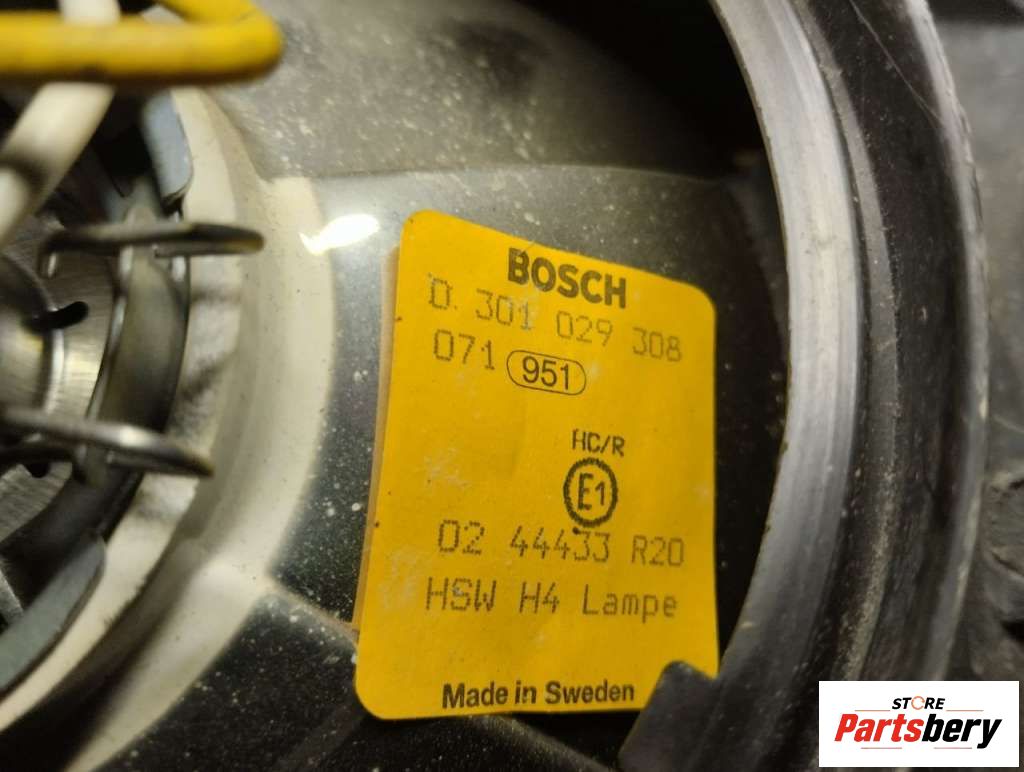 BOSCH
0 301 029 308
071 951
HC/R
E1
02 44433 R20
HSW H4 Lampe
Made in Sweden
STORE
Partsbery